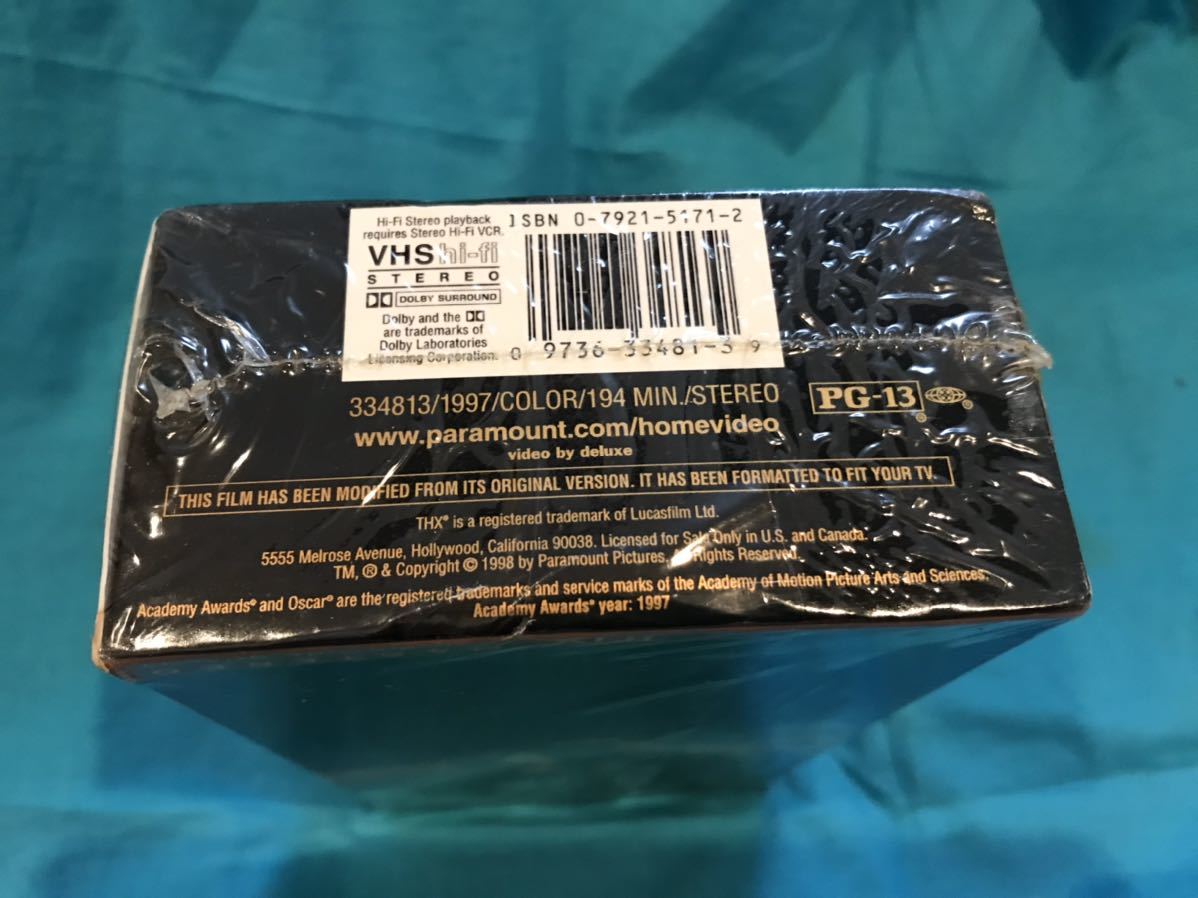 Hi-Fi Stereo playback
requires Stereo Hi-Fi VCR.
VHS hi-fi
STEREO
DOLBY SURROUND
Dolby and the
are trademarks of
Dolby Laboratories
Licensing Corporation.
ISBN 0-7921-5171-2
0 9736-33481-3 9
334813/1997/COLOR/194 MIN./STEREO
PG-13
www.paramount.com/homevideo
video by deluxe
THIS FILM HAS BEEN MODIFIED FROM ITS ORIGINAL VERSION. IT HAS BEEN FORMATTED TO FIT YOUR TV.
THX® is a registered trademark of Lucasfilm Ltd.
5555 Melrose Avenue, Hollywood, California 90038. Licensed for Sale Only in U.S. and Canada.
TM, ® & Copyright © 1998 by Paramount Pictures. All Rights Reserved.
Academy Awards® and Oscar® are the registered trademarks and service marks of the Academy of Motion Picture Arts and Sciences.
Academy Awards® year: 1997